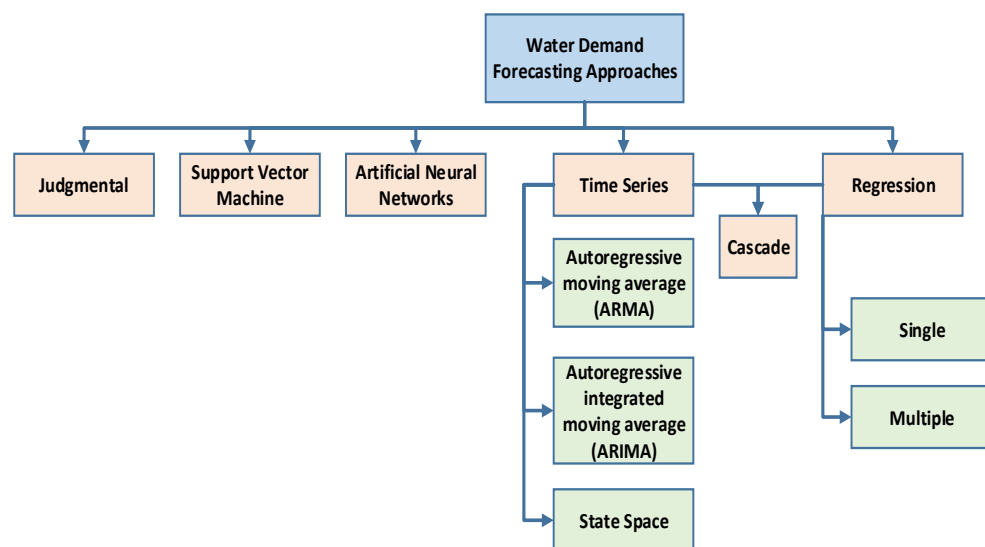 Water Demand
Forecasting Approaches
Judgmental
Support Vector
Machine
Artificial Neural
Networks
Time Series
Regression
Cascade
Autoregressive
moving average
(ARMA)
Single
Autoregressive
integrated
moving average
(ARIMA)
Multiple
State Space